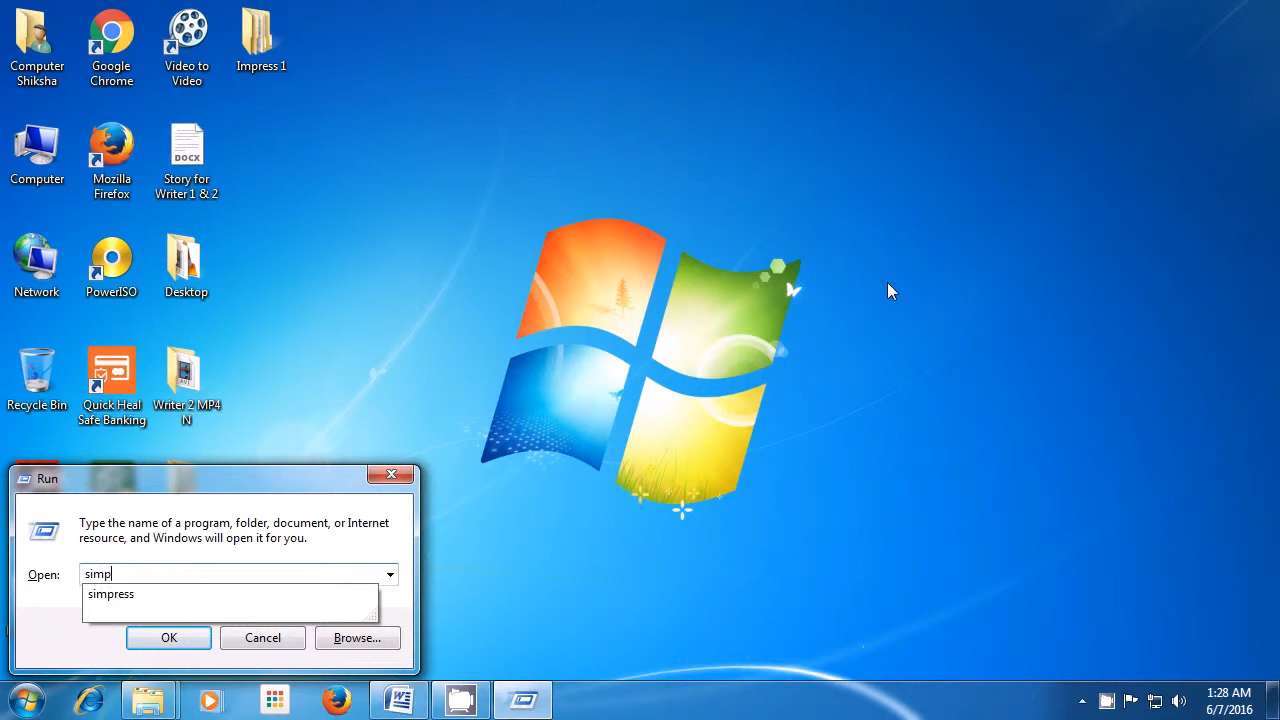 Computer
Shiksha
Google
Chrome
Video to
Video
Impress 1
Computer
Mozilla
Firefox
DOCX
Story for
Writer 1 & 2
Network
PowerISO
Desktop
Recycle Bin
Quick Heal
Safe Banking
Writer 2 MP4
N
Run
Type the name of a program, folder, document, or Internet
resource, and Windows will open it for you.
Open:
simp
simpress
OK
Cancel
Browse...
1:28 AM
6/7/2016